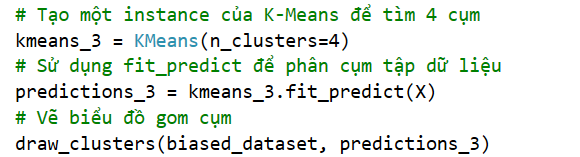 # Tạo một instance của K-Means để tìm 4 cụm
kmeans_3 = KMeans(n_clusters=4)
# Sử dụng fit_predict để phân cụm tập dữ liệu
predictions_3 = kmeans_3.fit_predict(X)
# Vẽ biểu đồ gom cụm
draw_clusters(biased_dataset, predictions_3)